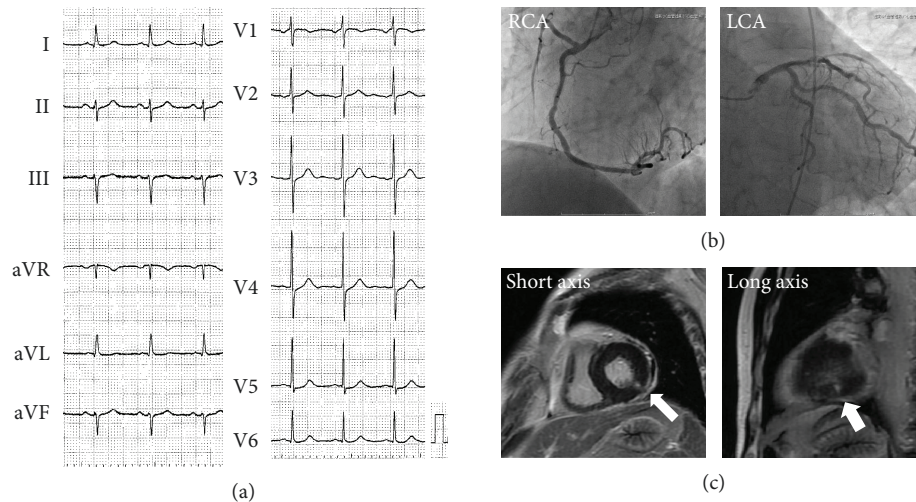 I
II
III
aVR
aVL
aVF
V1
V2
V3
V4
V5
V6
(a)
RCA
LCA
(b)
Short axis
Long axis
(c)